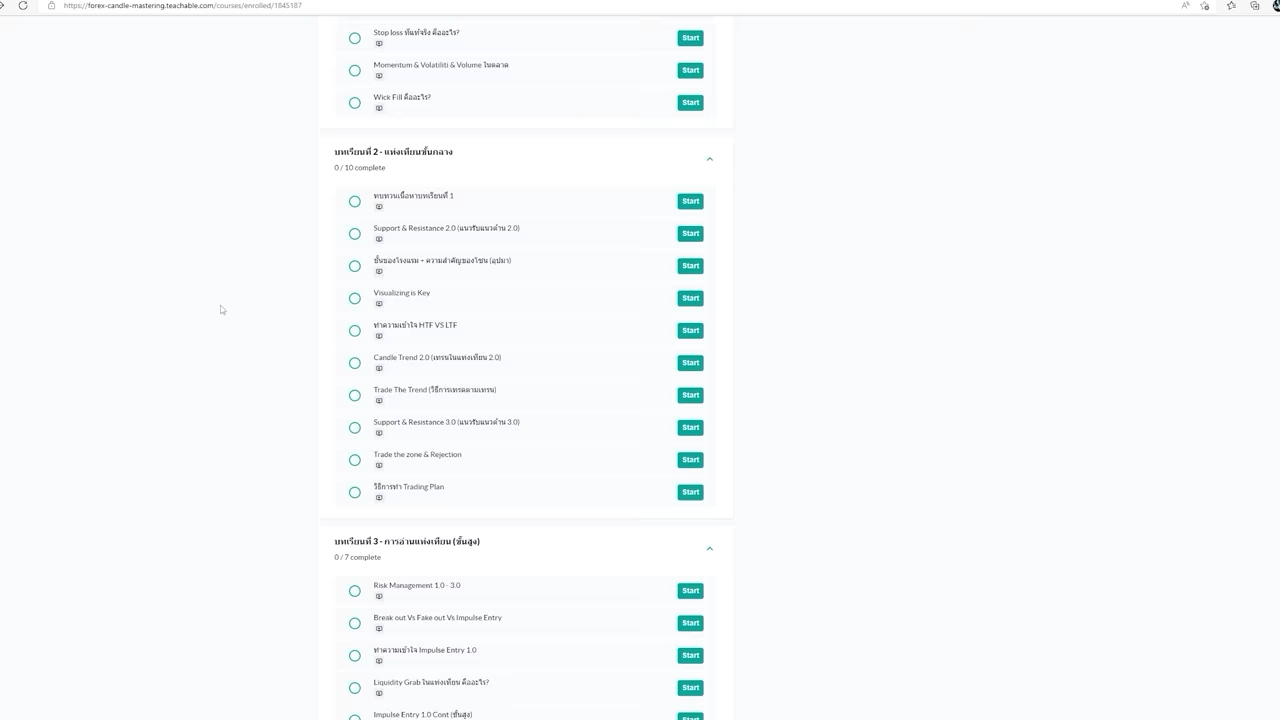 https://forex-candle-mastering.teachable.com/courses/enrolled/1845187
Stop loss ที่แท้จริง คืออะไร?
Start
Momentum & Volatiliti & Volume ในตลาด
Start
Wick Fill คืออะไร?
Start
บทเรียนที่ 2 - แท่งเทียนชั้นกลาง
0 / 10 complete
ทบทวนเนื้อหาบทเรียนที่ 1
Start
Support & Resistance 2.0 (แนวรับแนวต้าน 2.0)
Start
ชั้นของโรงแรม + ความสำคัญของโซน (อุปมา)
Start
Visualizing is Key
Start
ทำความเข้าใจ HTF VS LTF
Start
Candle Trend 2.0 (เทรนในแท่งเทียน 2.0)
Start
Trade The Trend (วิธีการเทรดตามเทรน)
Start
Support & Resistance 3.0 (แนวรับแนวต้าน 3.0)
Start
Trade the zone & Rejection
Start
วิธีการทำ Trading Plan
Start
บทเรียนที่ 3 - การอ่านแท่งเทียน (ชั้นสูง)
0 / 7 complete
Risk Management 1.0 - 3.0
Start
Break out Vs Fake out Vs Impulse Entry
Start
ทำความเข้าใจ Impulse Entry 1.0
Start
Liquidity Grab ในแท่งเทียน คืออะไร?
Start
Impulse Entry 1.0 Cont (ชั้นสูง)
Start